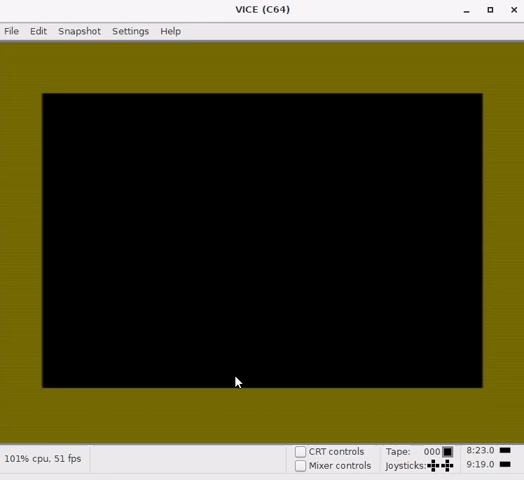 VICE (C64)
File Edit Snapshot Settings Help
101% cpu, 51 fps
CRT controls
Mixer controls
Tape: 000
Joysticks:
8:23.0
9:19.0